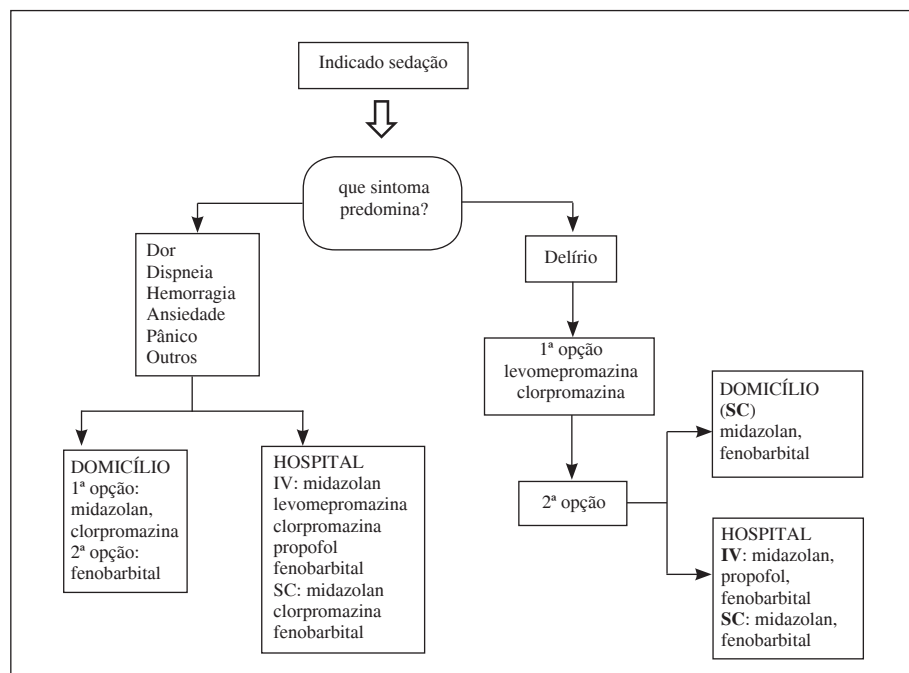 Indicado sedação
que sintoma
predomina?
Dor
Dispneia
Hemorragia
Ansiedade
Pânico
Outros
DOMICÍLIO
1ª opção:
midazolan,
clorpromazina
2ª opção:
fenobarbital
HOSPITAL
IV: midazolan
levomepromazina
clorpromazina
propofol
fenobarbital
SC: midazolan
clorpromazina
fenobarbital
Delírio
1ª opção
levomepromazina
clorpromazina
2ª opção
DOMICÍLIO
(SC)
midazolan,
fenobarbital
HOSPITAL
IV: midazolan,
propofol,
fenobarbital
SC: midazolan,
fenobarbital